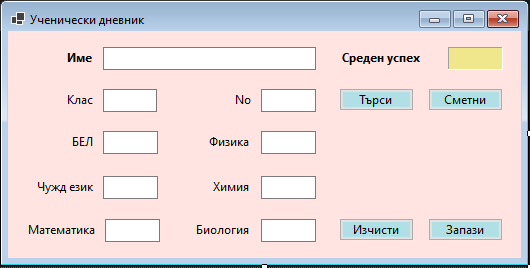 Ученически дневник
Име Среден успех
Клас No Търси Сметни
БЕЛ Физика
Чужд език Химия
Математика Биология Изчисти Запази